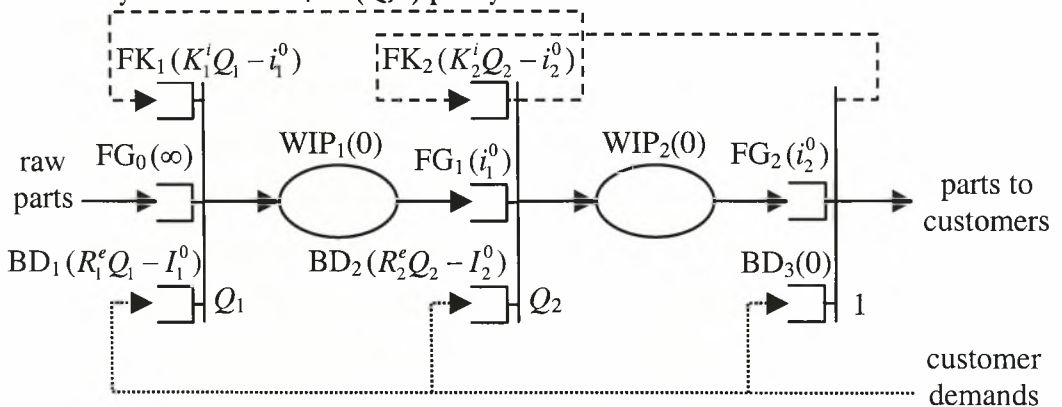 FK₁(K₁ⁱQ₁ − i₁⁰)
FK₂(K₂ⁱQ₂ − i₂⁰)
raw
parts
FG₀(∞)
WIP₁(0)
FG₁(i₁⁰)
WIP₂(0)
FG₂(i₂⁰)
parts to
customers
BD₁(R₁ᵉQ₁ − I₁⁰)
BD₂(R₂ᵉQ₂ − I₂⁰)
BD₃(0)
Q₁
Q₂
1
customer
demands